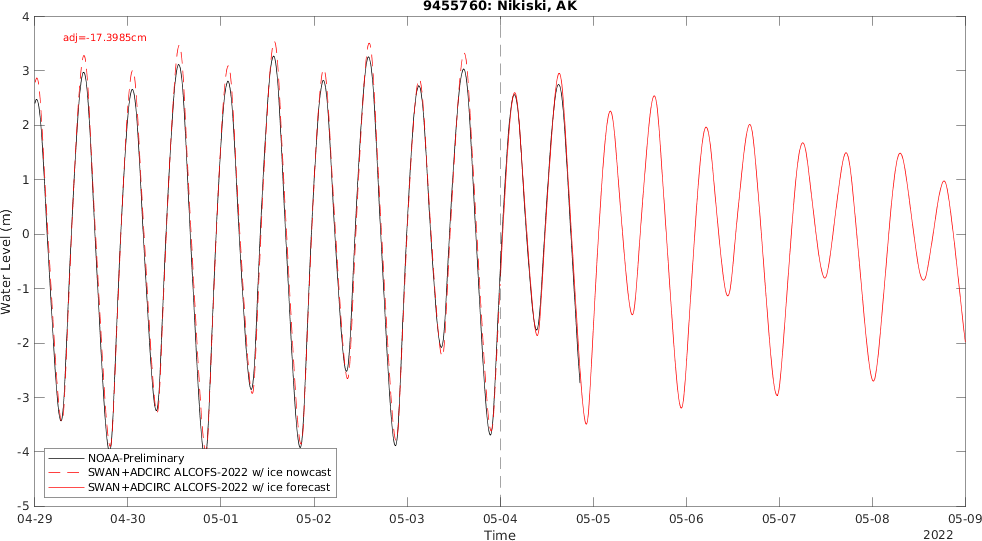 9455760: Nikiski, AK
adj=-17.3985cm
4
3
2
1
0
-1
-2
-3
-4
-5
Water Level (m)
NOAA-Preliminary
SWAN+ADCIRC ALCOFS-2022 w/ ice nowcast
SWAN+ADCIRC ALCOFS-2022 w/ ice forecast
04-29 04-30 05-01 05-02 05-03 05-04 05-05 05-06 05-07 05-08 05-09
Time
2022